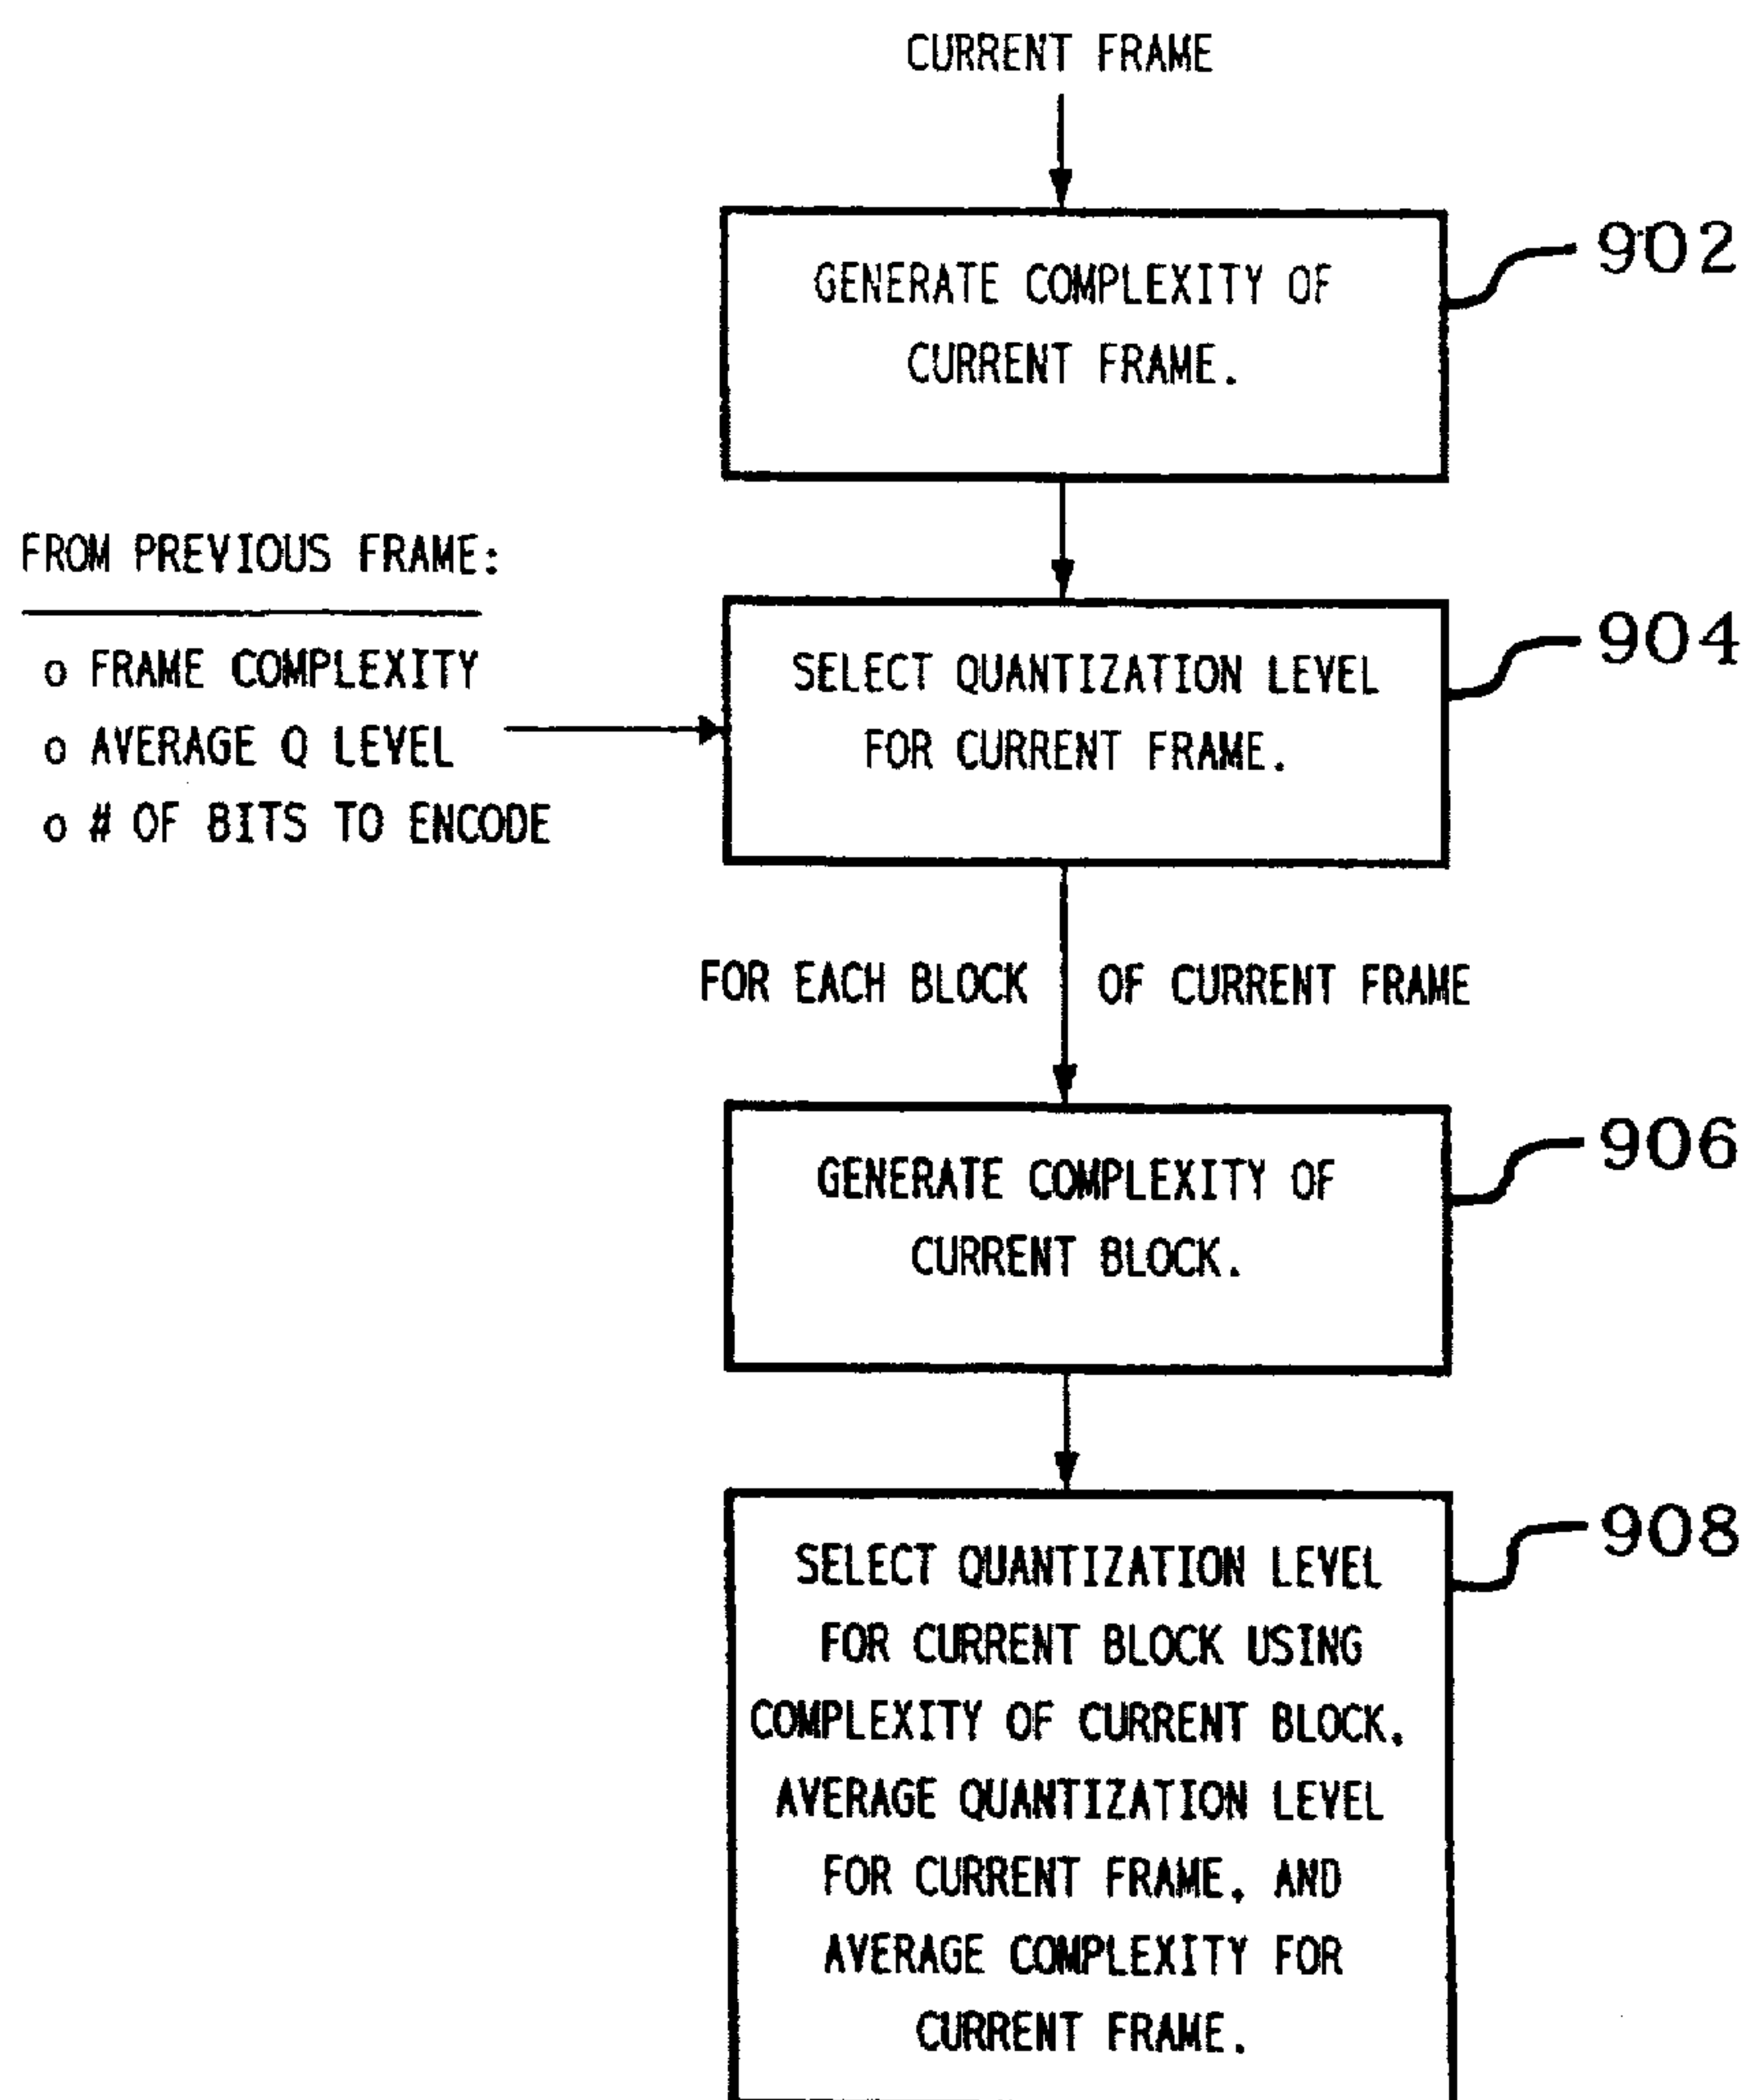 CURRENT FRAME
GENERATE COMPLEXITY OF
CURRENT FRAME.
902
FROM PREVIOUS FRAME:
o FRAME COMPLEXITY
o AVERAGE Q LEVEL
o # OF BITS TO ENCODE
SELECT QUANTIZATION LEVEL
FOR CURRENT FRAME.
904
FOR EACH BLOCK OF CURRENT FRAME
GENERATE COMPLEXITY OF
CURRENT BLOCK.
906
SELECT QUANTIZATION LEVEL
FOR CURRENT BLOCK USING
COMPLEXITY OF CURRENT BLOCK,
AVERAGE QUANTIZATION LEVEL
FOR CURRENT FRAME, AND
AVERAGE COMPLEXITY FOR
CURRENT FRAME.
908